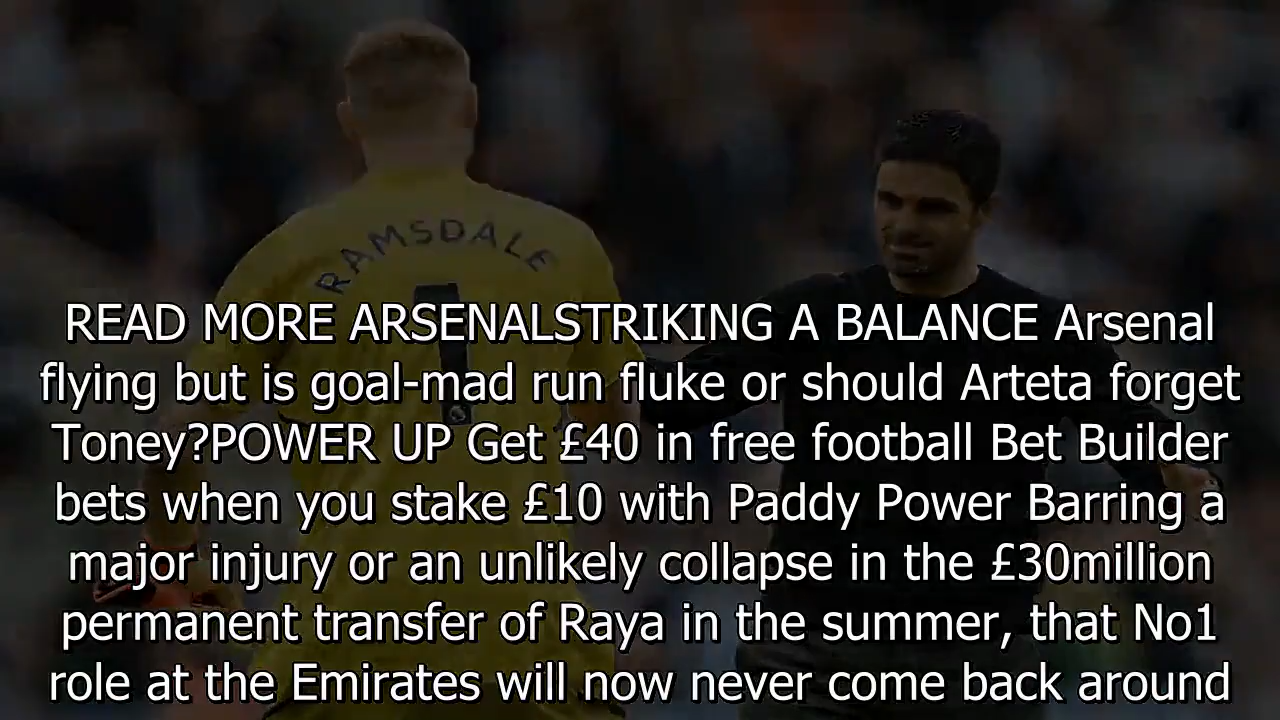 RAMSDALE
1
READ MORE ARSENALSTRIKING A BALANCE Arsenal
flying but is goal-mad run fluke or should Arteta forget
Toney?POWER UP Get £40 in free football Bet Builder
bets when you stake £10 with Paddy Power Barring a
major injury or an unlikely collapse in the £30million
permanent transfer of Raya in the summer, that No1
role at the Emirates will now never come back around